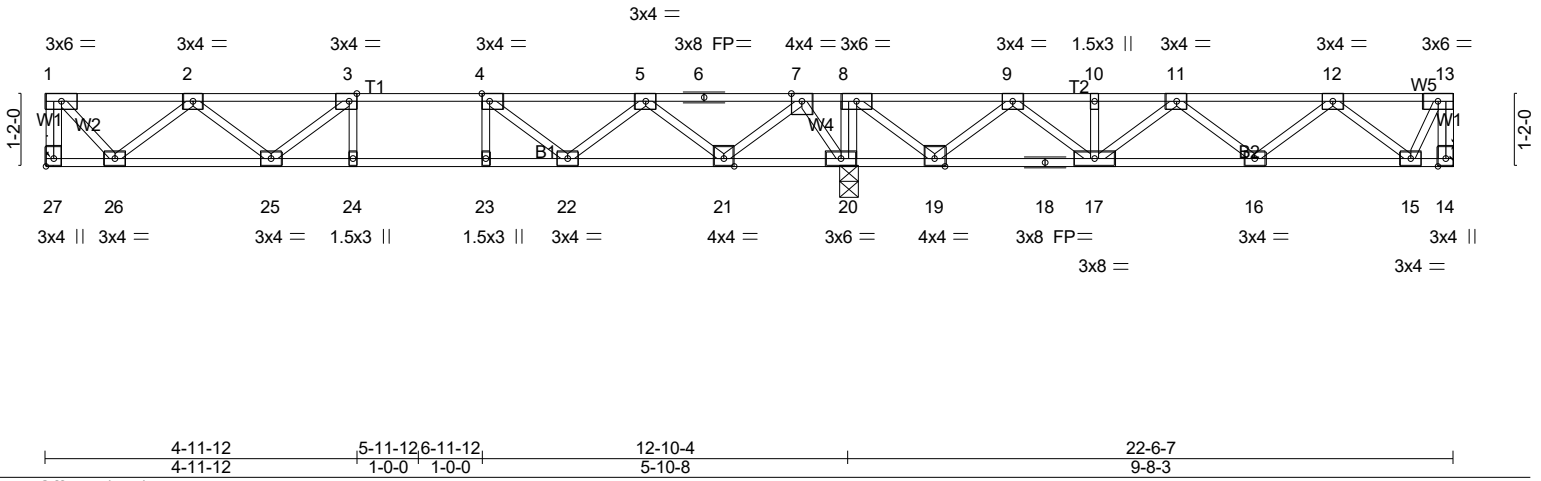 3x4 =
3x6 = 3x4 = 3x4 = 3x4 = 3x8 FP= 4x4 = 3x6 = 3x4 = 1.5x3 || 3x4 = 3x4 = 3x6 =
1 2 3 4 5 6 7 8 9 10 11 12 13
T1 T2 W5
1-2-0 W1 W2 W4 W1 1-2-0
B1 B2
27 26 25 24 23 22 21 20 19 18 17 16 15 14
3x4 || 3x4 = 3x4 = 1.5x3 || 1.5x3 || 3x4 = 4x4 = 3x6 = 4x4 = 3x8 FP= 3x4 = 3x4 ||
3x8 = 3x4 =
4-11-12 5-11-12 6-11-12 12-10-4 22-6-7
4-11-12 1-0-0 1-0-0 5-10-8 9-8-3